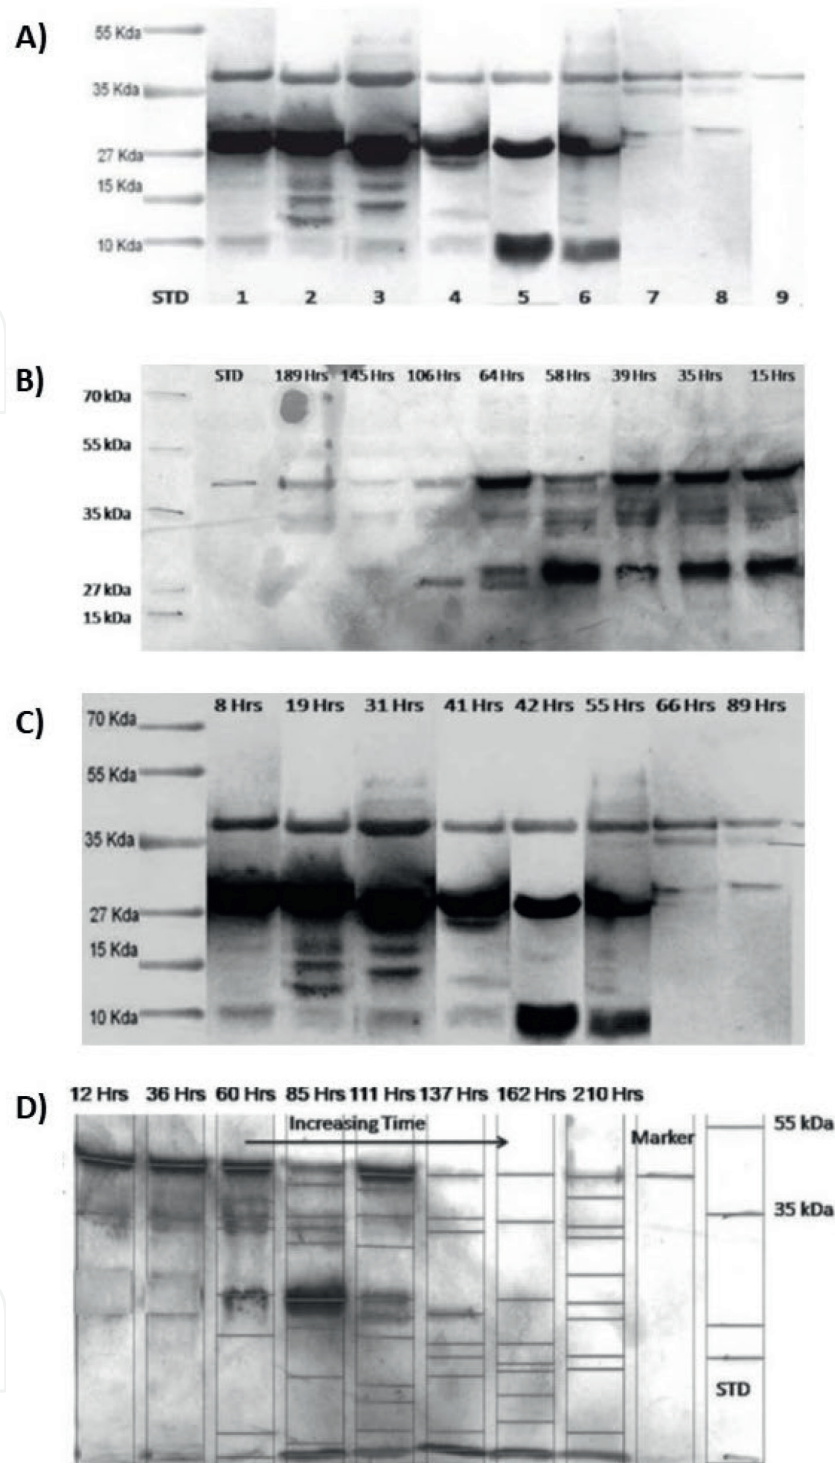 A)
55 Kda
35 Kda
27 Kda
15 Kda
10 Kda
STD 1 2 3 4 5 6 7 8 9
B)
STD 189 Hrs 145 Hrs 106 Hrs 64 Hrs 58 Hrs 39 Hrs 35 Hrs 15 Hrs
70 kDa
55 kDa
35 kDa
27 kDa
15 kDa
C)
8 Hrs 19 Hrs 31 Hrs 41 Hrs 42 Hrs 55 Hrs 66 Hrs 89 Hrs
70 Kda
55 Kda
35 Kda
27 Kda
15 Kda
10 Kda
D)
12 Hrs 36 Hrs 60 Hrs 85 Hrs 111 Hrs 137 Hrs 162 Hrs 210 Hrs
Increasing Time
Marker
55 kDa
35 kDa
STD